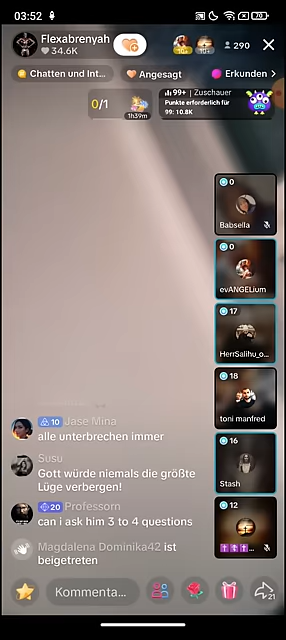 03:52
70
Flexabrenyah
34.6K
290
Chatten und Int...
Angesagt
Erkunden
0/1
1h39m
99+ | Zuschauer
Punkte erforderlich für
99: 10.8K
0
Babsella
0
evANGELium
17
HerrSalihu_o...
18
toni manfred
16
Stash
12
...
10 Jase Mina
alle unterbrechen immer
Susu
Gott würde niemals die größte
Lüge verbergen!
20 Professorn
can i ask him 3 to 4 questions
Magdalena Dominika42 ist
beigetreten
Kommenta...
21